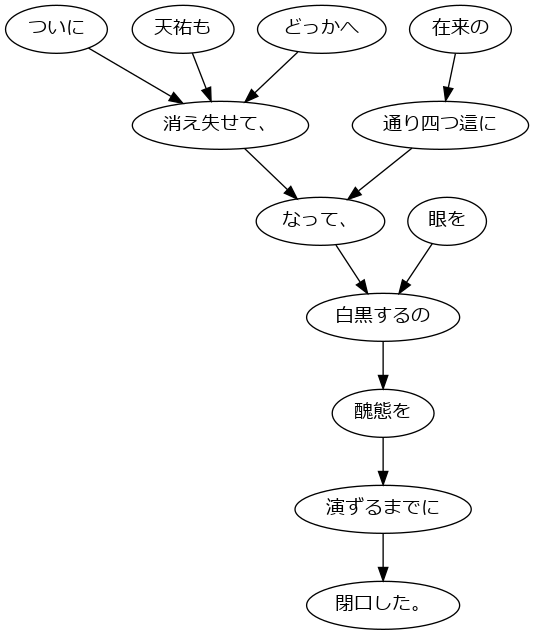 ついに
天祐も
どっかへ
在来の
消え失せて、
通り四つ這に
なって、
眼を
白黒するの
醜態を
演ずるまでに
閉口した。